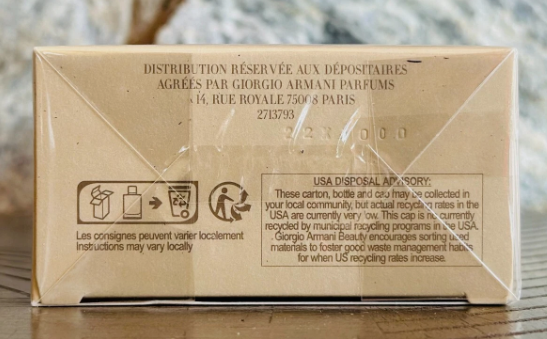 DISTRIBUTION RÉSERVÉE AUX DÉPOSITAIRES
AGRÉÉS PAR GIORGIO ARMANI PARFUMS
14, RUE ROYALE 75008 PARIS
2713793
22X 000
USA DISPOSAL ADVISORY:
These carton, bottle and cap may be collected in
your local community, but actual recycling rates in the
USA are currently very low. This cap is no currently
recycled by municipal recycling programs in the USA.
Giorgio Armani Beauty encourages sorting used
materials to foster good waste management habits
for when US recycling rates increase.
Les consignes peuvent varier localement
Instructions may vary locally